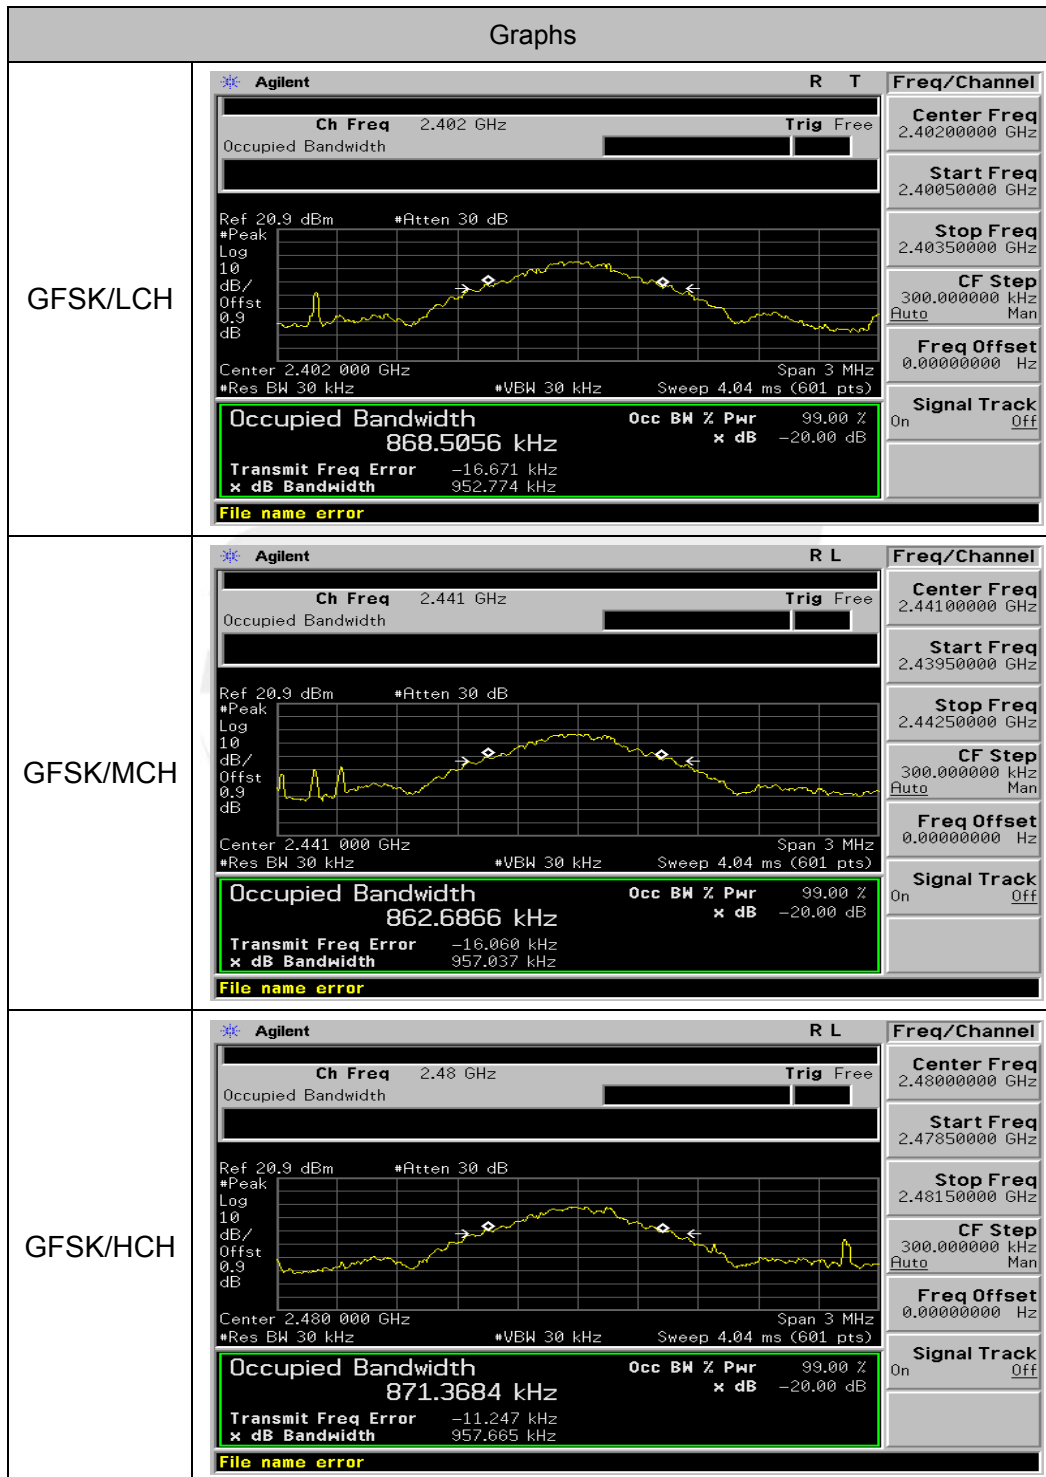 Graphs
GFSK/LCH
Agilent R T Freq/Channel
Ch Freq 2.402 GHz Trig Free
Occupied Bandwidth
Center Freq
2.40200000 GHz
Start Freq
2.40050000 GHz
Stop Freq
2.40350000 GHz
CF Step
300.000000 kHz
Auto Man
Freq Offset
0.00000000 Hz
Signal Track
On Off
Ref 20.9 dBm #Atten 30 dB
#Peak
Log
10
dB/
Offst
0.9
dB
Center 2.402 000 GHz Span 3 MHz
#Res BW 30 kHz #VBW 30 kHz Sweep 4.04 ms (601 pts)
Occupied Bandwidth Occ BW % Pwr 99.00 %
868.5056 kHz x dB -20.00 dB
Transmit Freq Error -16.671 kHz
x dB Bandwidth 952.774 kHz
File name error
GFSK/MCH
Agilent R L Freq/Channel
Ch Freq 2.441 GHz Trig Free
Occupied Bandwidth
Center Freq
2.44100000 GHz
Start Freq
2.43950000 GHz
Stop Freq
2.44250000 GHz
CF Step
300.000000 kHz
Auto Man
Freq Offset
0.00000000 Hz
Signal Track
On Off
Ref 20.9 dBm #Atten 30 dB
#Peak
Log
10
dB/
Offst
0.9
dB
Center 2.441 000 GHz Span 3 MHz
#Res BW 30 kHz #VBW 30 kHz Sweep 4.04 ms (601 pts)
Occupied Bandwidth Occ BW % Pwr 99.00 %
862.6866 kHz x dB -20.00 dB
Transmit Freq Error -16.060 kHz
x dB Bandwidth 957.037 kHz
File name error
GFSK/HCH
Agilent R L Freq/Channel
Ch Freq 2.48 GHz Trig Free
Occupied Bandwidth
Center Freq
2.48000000 GHz
Start Freq
2.47850000 GHz
Stop Freq
2.48150000 GHz
CF Step
300.000000 kHz
Auto Man
Freq Offset
0.00000000 Hz
Signal Track
On Off
Ref 20.9 dBm #Atten 30 dB
#Peak
Log
10
dB/
Offst
0.9
dB
Center 2.480 000 GHz Span 3 MHz
#Res BW 30 kHz #VBW 30 kHz Sweep 4.04 ms (601 pts)
Occupied Bandwidth Occ BW % Pwr 99.00 %
871.3684 kHz x dB -20.00 dB
Transmit Freq Error -11.247 kHz
x dB Bandwidth 957.665 kHz
File name error